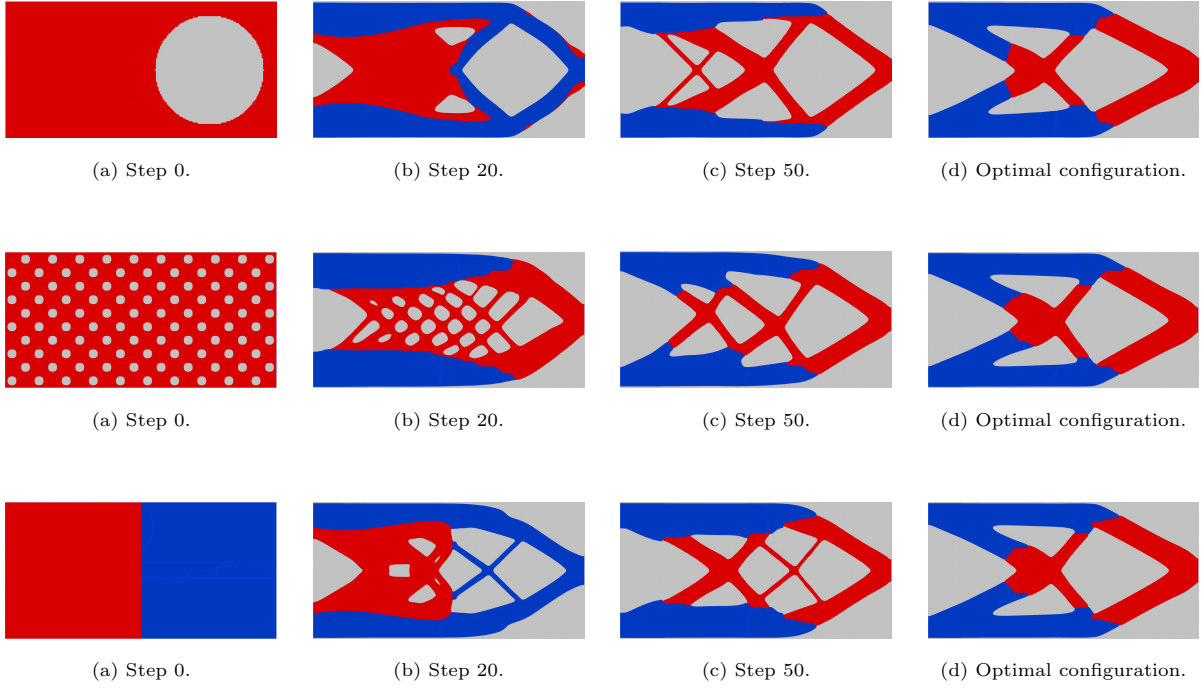 (a) Step 0.
(b) Step 20.
(c) Step 50.
(d) Optimal configuration.
(a) Step 0.
(b) Step 20.
(c) Step 50.
(d) Optimal configuration.
(a) Step 0.
(b) Step 20.
(c) Step 50.
(d) Optimal configuration.